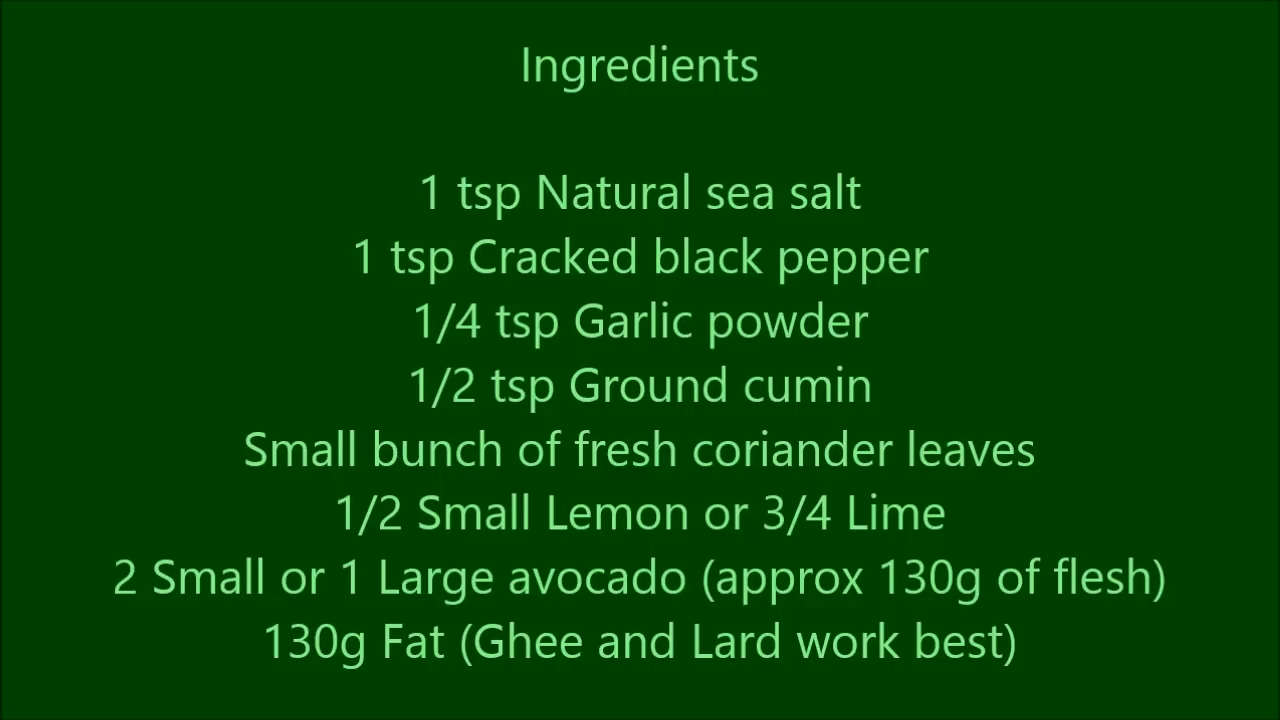 Ingredients
1 tsp Natural sea salt
1 tsp Cracked black pepper
1/4 tsp Garlic powder
1/2 tsp Ground cumin
Small bunch of fresh coriander leaves
1/2 Small Lemon or 3/4 Lime
2 Small or 1 Large avocado (approx 130g of flesh)
130g Fat (Ghee and Lard work best)